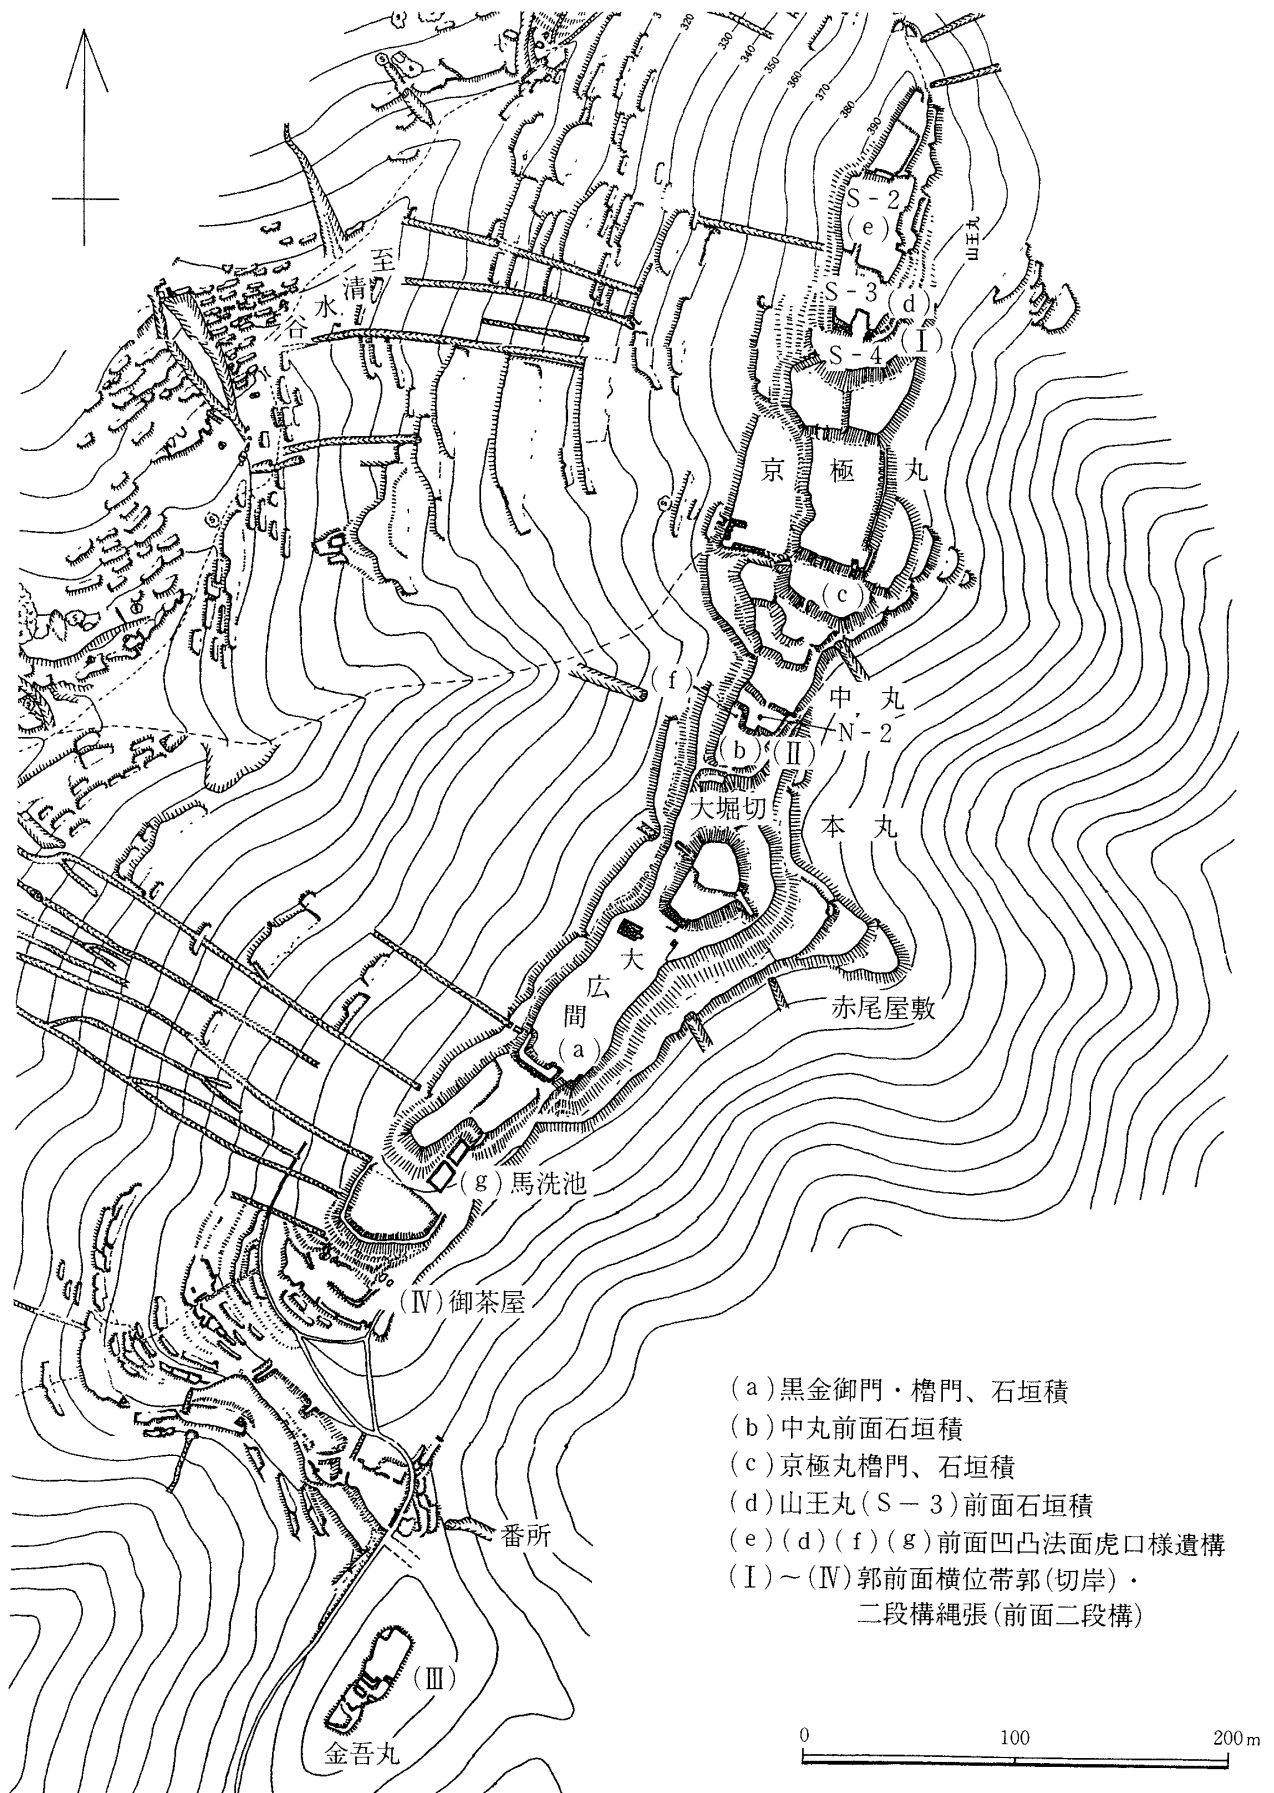 320
330
340
350
360
370
380
390
S-2
(e)
山王丸
至清水谷
S-3
(d)
(Ⅰ)
S-4
京極丸
(c)
(f)
中丸
N-2
(b)
(Ⅱ)
大堀切
本丸
大広間
(a)
赤尾屋敷
(g)馬洗池
(Ⅳ)御茶屋
番所
(Ⅲ)
金吾丸
(a)黒金御門・櫓門、石垣積
(b)中丸前面石垣積
(c)京極丸櫓門、石垣積
(d)山王丸(S-3)前面石垣積
(e)(d)(f)(g)前面凹凸法面虎口様遺構
(Ⅰ)~(Ⅳ)郭前面横位帯郭(切岸)・
二段構縄張(前面二段構)
0 100 200m